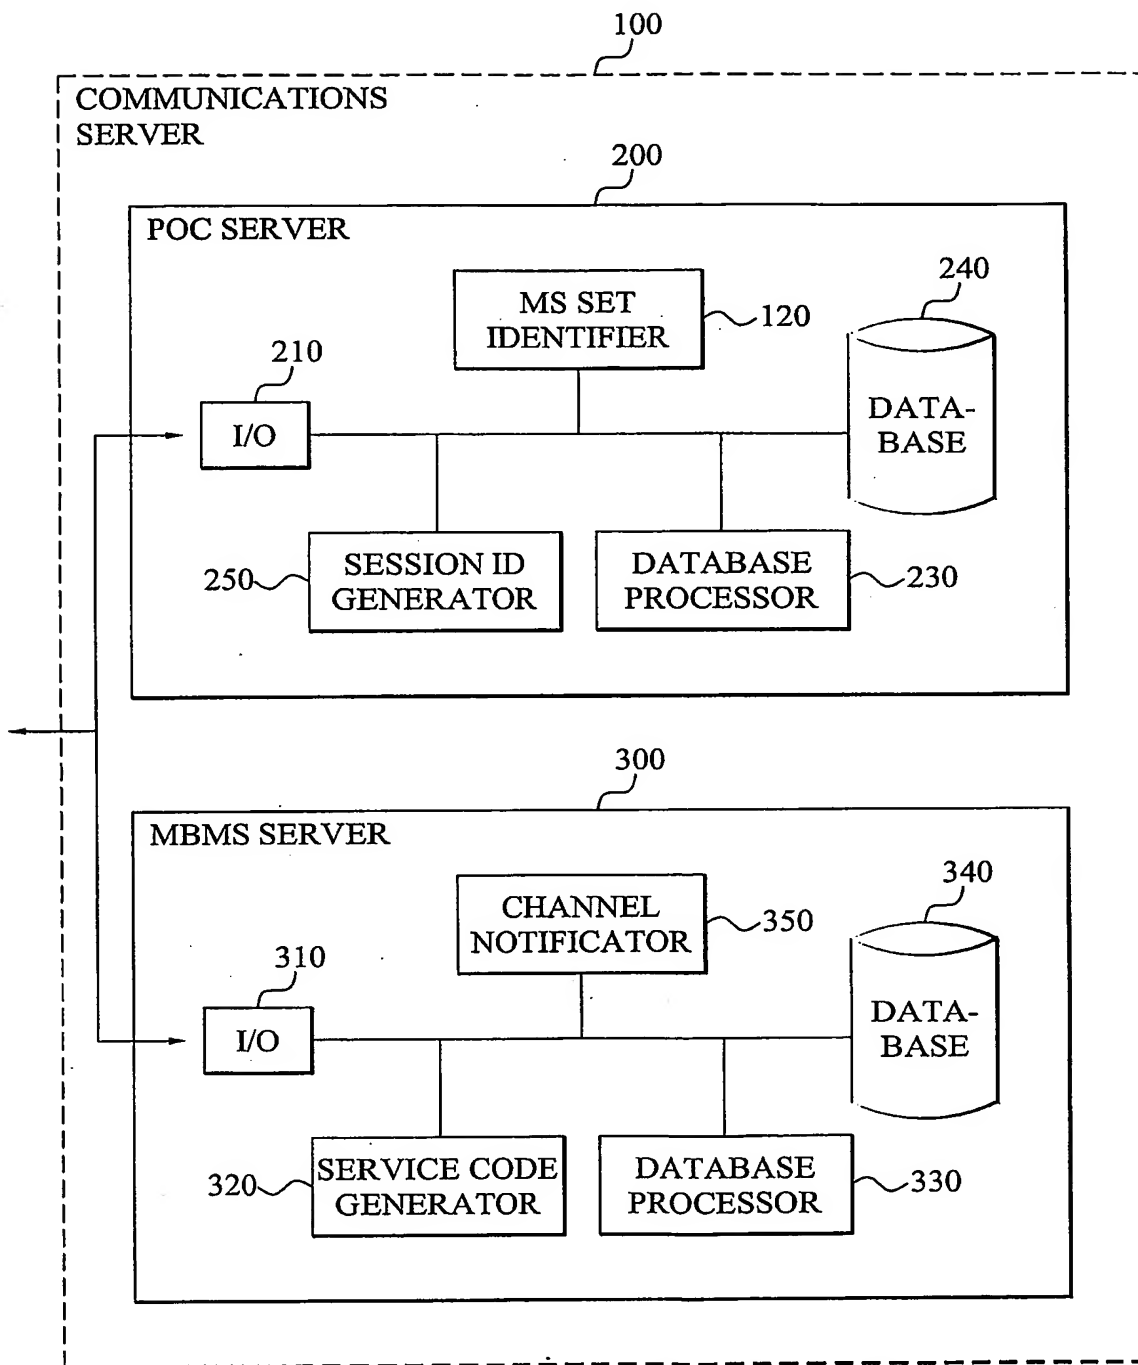 100
COMMUNICATIONS
SERVER
200
POC SERVER
MS SET
IDENTIFIER
120
240
DATA-
BASE
210
I/O
250
SESSION ID
GENERATOR
DATABASE
PROCESSOR
230
300
MBMS SERVER
CHANNEL
NOTIFICATOR
350
340
DATA-
BASE
310
I/O
320
SERVICE CODE
GENERATOR
DATABASE
PROCESSOR
330